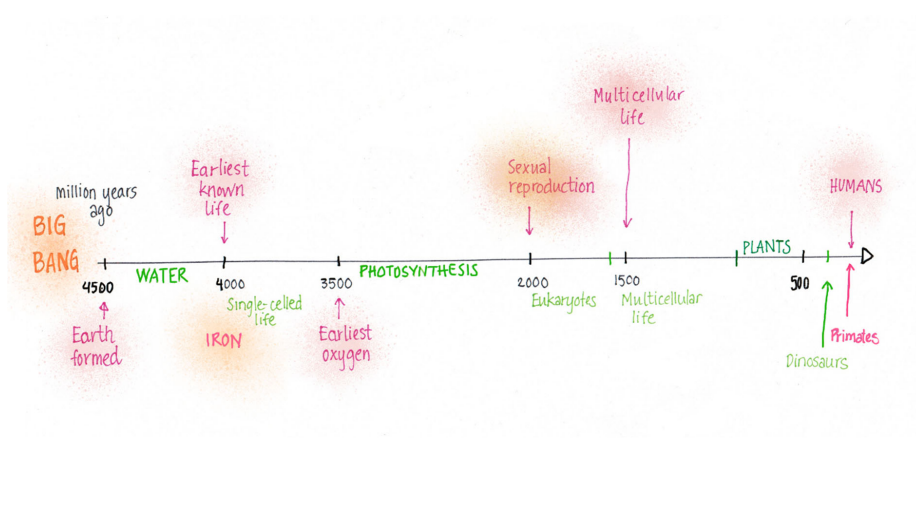 Multicellular
life
Earliest
known
life
Sexual
reproduction
HUMANS
million years
ago
BIG
BANG
WATER
PHOTOSYNTHESIS
PLANTS
4500
4000
3500
2000
1500
500
Single-celled
life
Eukaryotes
Multicellular
life
Earth
formed
IRON
Earliest
oxygen
Primates
Dinosaurs